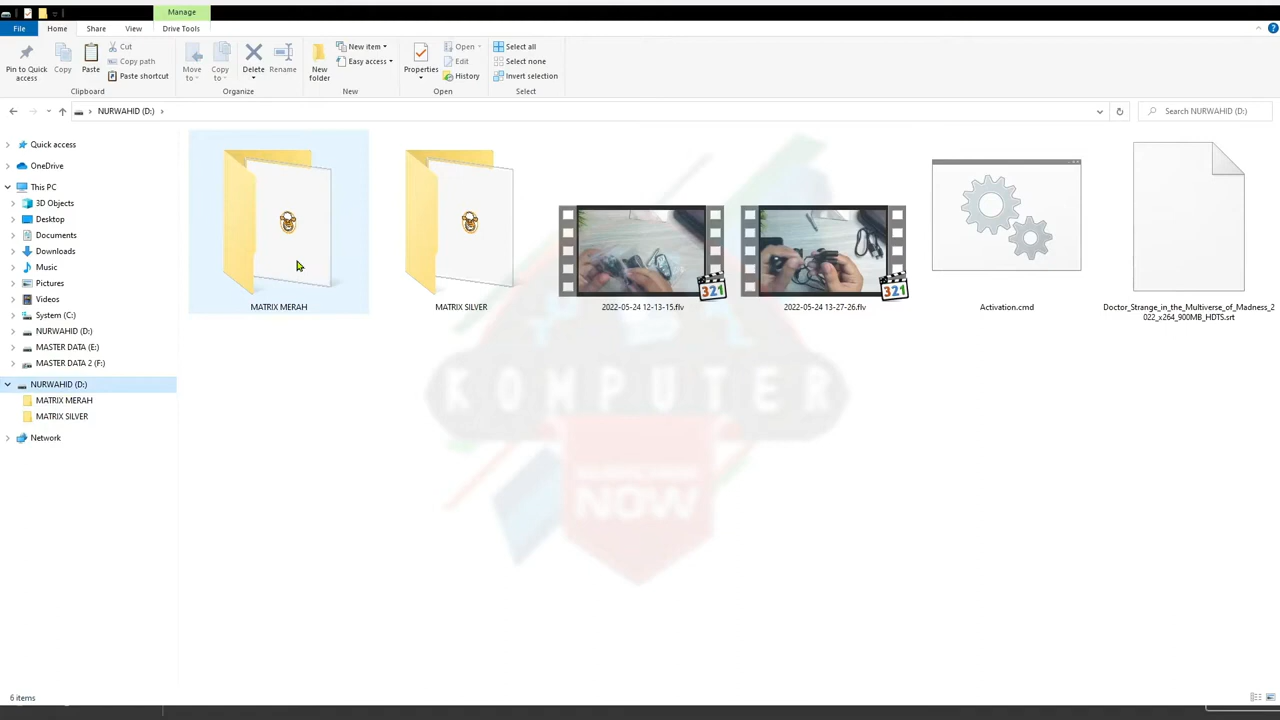 Manage
File
Home
Share
View
Drive Tools
Pin to Quick
access
Copy
Paste
Cut
Copy path
Paste shortcut
Clipboard
Move
to
Copy
to
Delete
Rename
Organize
New
folder
New item
Easy access
New
Properties
Open
Edit
History
Open
Select all
Select none
Invert selection
Select
NURWAHID (D:)
Search NURWAHID (D:)
Quick access
OneDrive
This PC
3D Objects
Desktop
Documents
Downloads
Music
Pictures
Videos
System (C:)
NURWAHID (D:)
MASTER DATA (E:)
MASTER DATA 2 (F:)
NURWAHID (D:)
MATRIX MERAH
MATRIX SILVER
Network
MATRIX MERAH
MATRIX SILVER
321
2022-05-24 12-13-15.flv
321
2022-05-24 13-27-26.flv
Activation.cmd
Doctor_Strange_in_the_Multiverse_of_Madness_2
022_x264_900MB_HDTS.srt
KOMPUTER
NOW
6 items